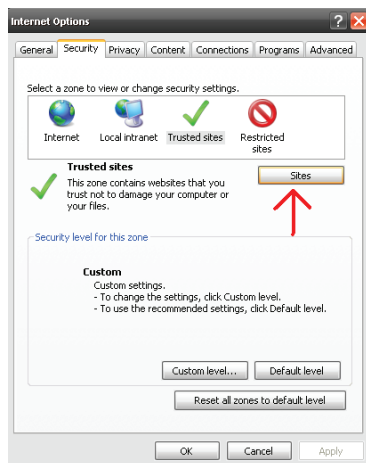 Internet Options
General Security Privacy Content Connections Programs Advanced
Select a zone to view or change security settings.
Internet Local intranet Trusted sites Restricted
sites
Trusted sites
This zone contains websites that you
trust not to damage your computer or
your files.
Sites
Security level for this zone
Custom
Custom settings.
- To change the settings, click Custom level.
- To use the recommended settings, click Default level.
Custom level... Default level
Reset all zones to default level
OK Cancel Apply